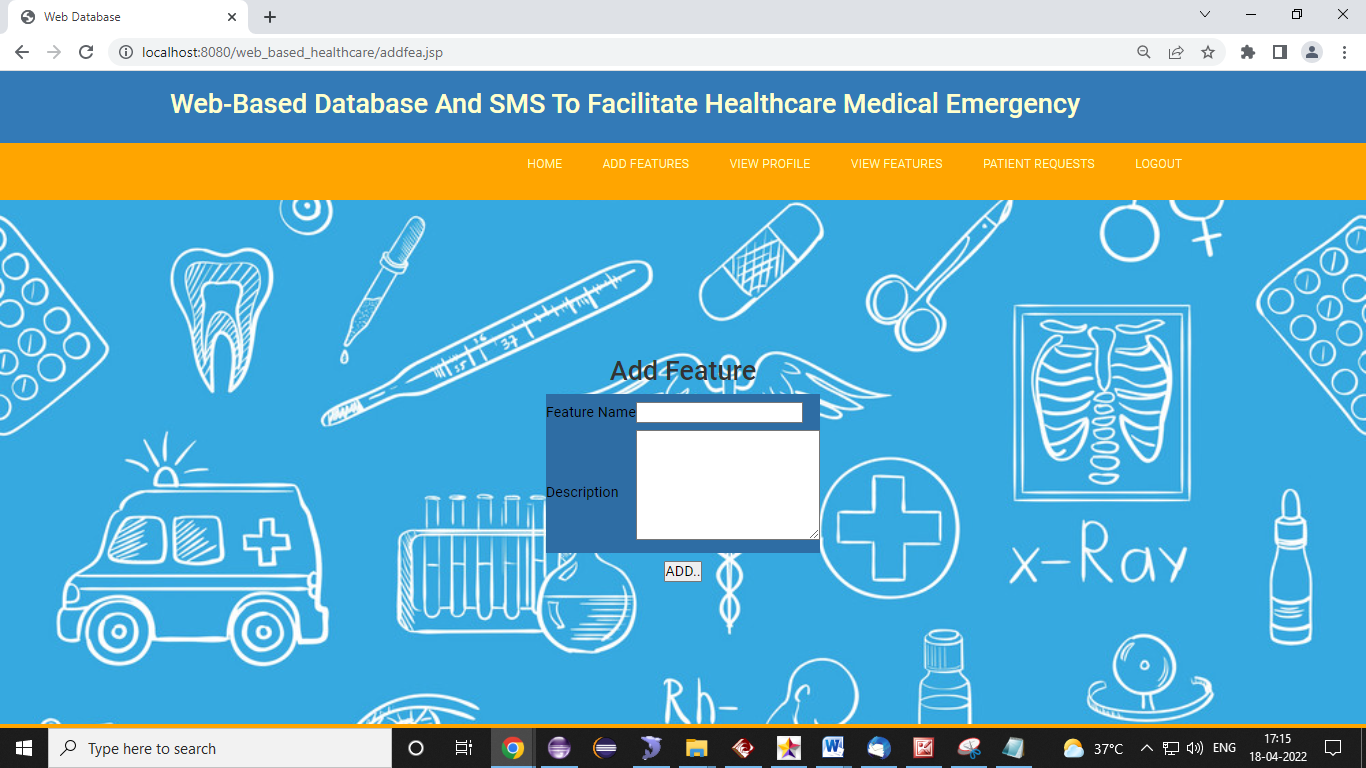 Web Database
localhost:8080/web_based_healthcare/addfea.jsp
Web-Based Database And SMS To Facilitate Healthcare Medical Emergency
HOME ADD FEATURES VIEW PROFILE VIEW FEATURES PATIENT REQUESTS LOGOUT
37
Add Feature
Feature Name
Description
x-Ray
ADD..
Rh-
Type here to search
37°C ENG 17:15
18-04-2022